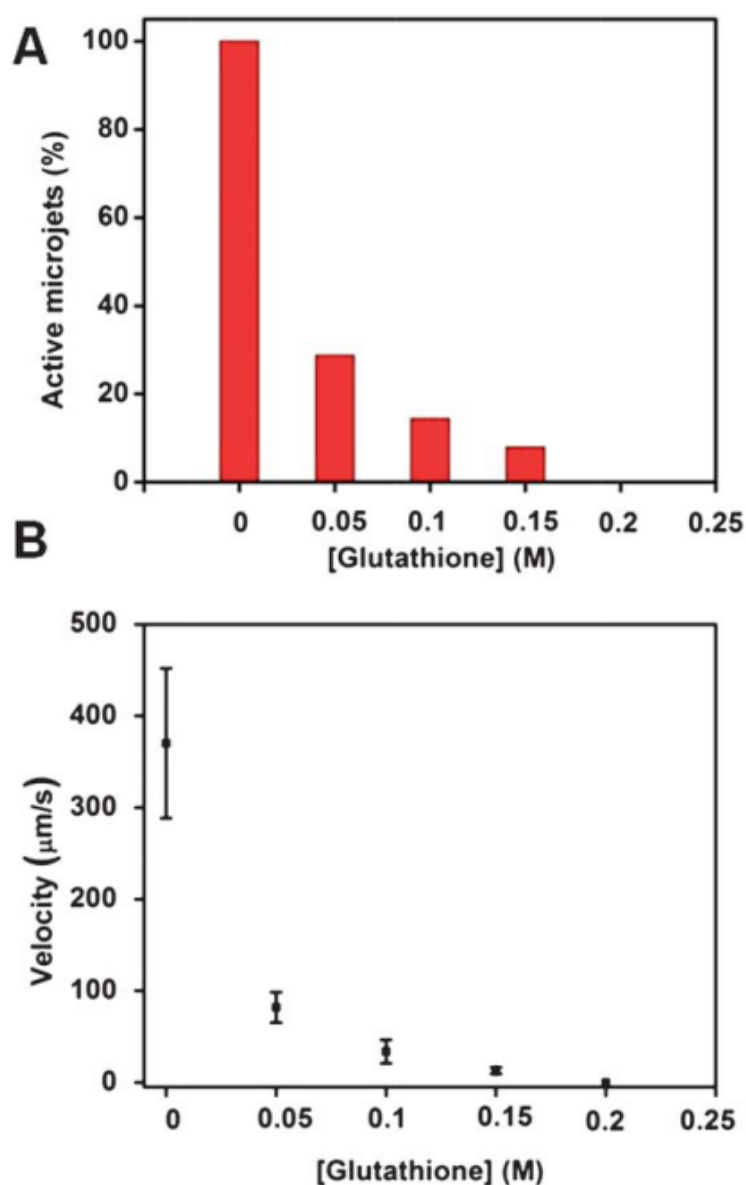 A
Active microjets (%)
100
80
60
40
20
0
0 0.05 0.1 0.15 0.2 0.25
[Glutathione] (M)
B
Velocity (μm/s)
500
400
300
200
100
0
0 0.05 0.1 0.15 0.2 0.25
[Glutathione] (M)